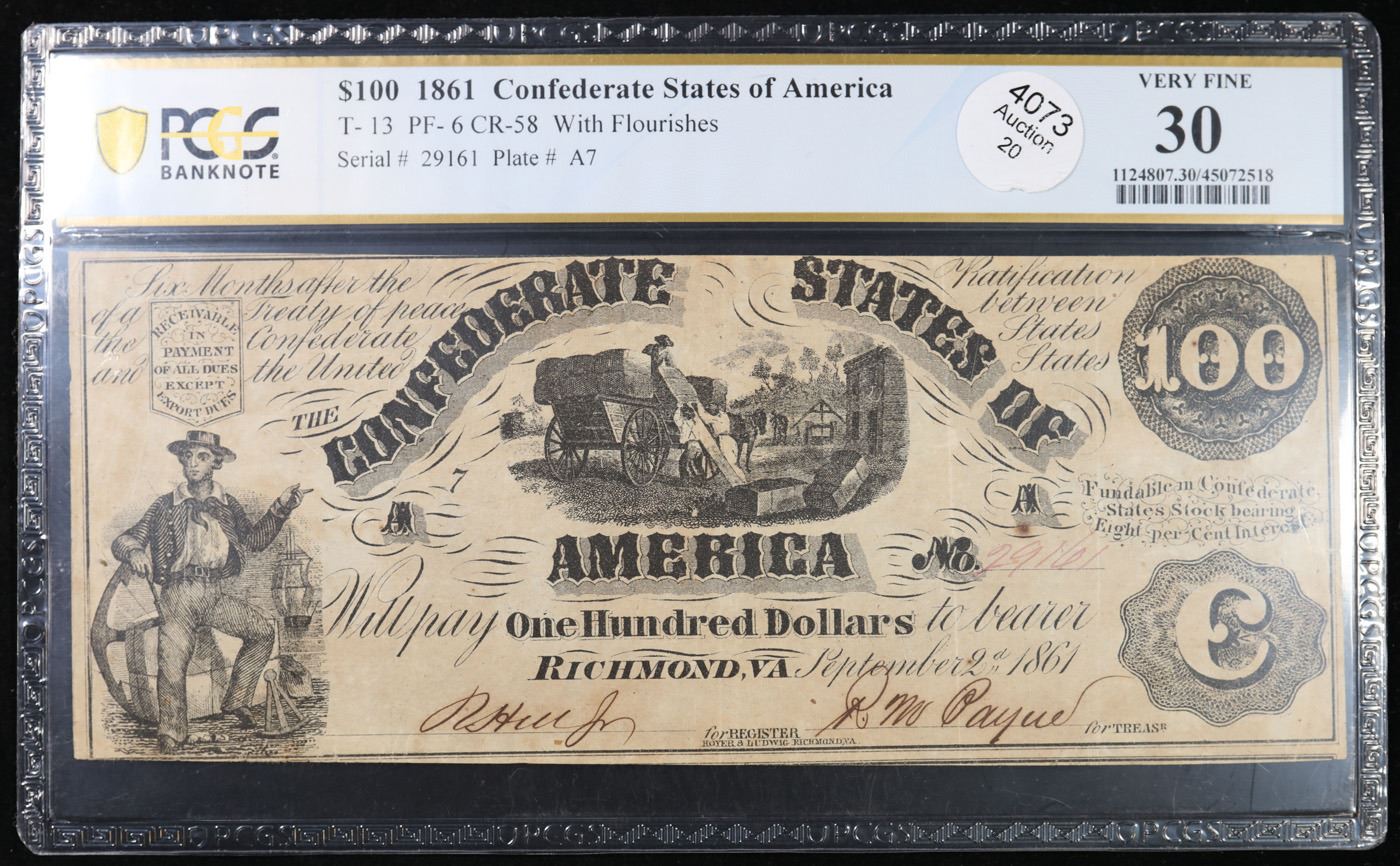 PCGS
BANKNOTE
$100 1861 Confederate States of America
T- 13 PF- 6 CR-58 With Flourishes
Serial # 29161 Plate # A7
4073
Auction
20
VERY FINE
30
1124807.30/45072518
Six Months after the Ratification
of a Treaty of peace between
the Confederate States
and the United States
RECEIVABLE
IN
PAYMENT
OF ALL DUES
EXCEPT
EXPORT DUES
THE CONFEDERATE STATES OF
AMERICA
100
A 7
A
No. 29161
Fundable in Confederate
States Stock bearing
Eight per Cent Interest
C
Will pay One Hundred Dollars to bearer
RICHMOND, VA September 2d 1861
R Hill Jr
for REGISTER
HOYER & LUDWIG RICHMOND, VA.
for TREASR